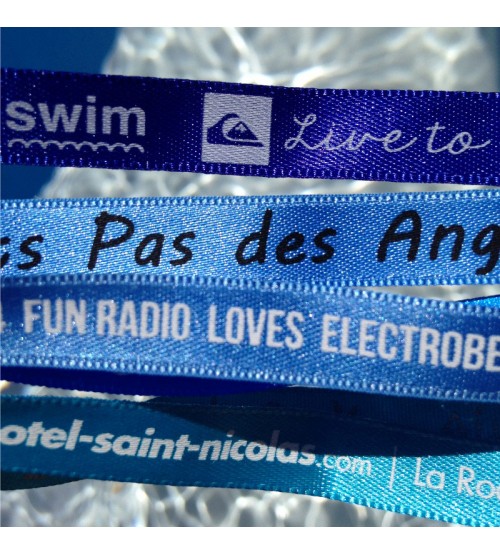 swim Live to
Pas des Ang
FUN RADIO LOVES ELECTROBE
otel-saint-nicolas.com | La Ro